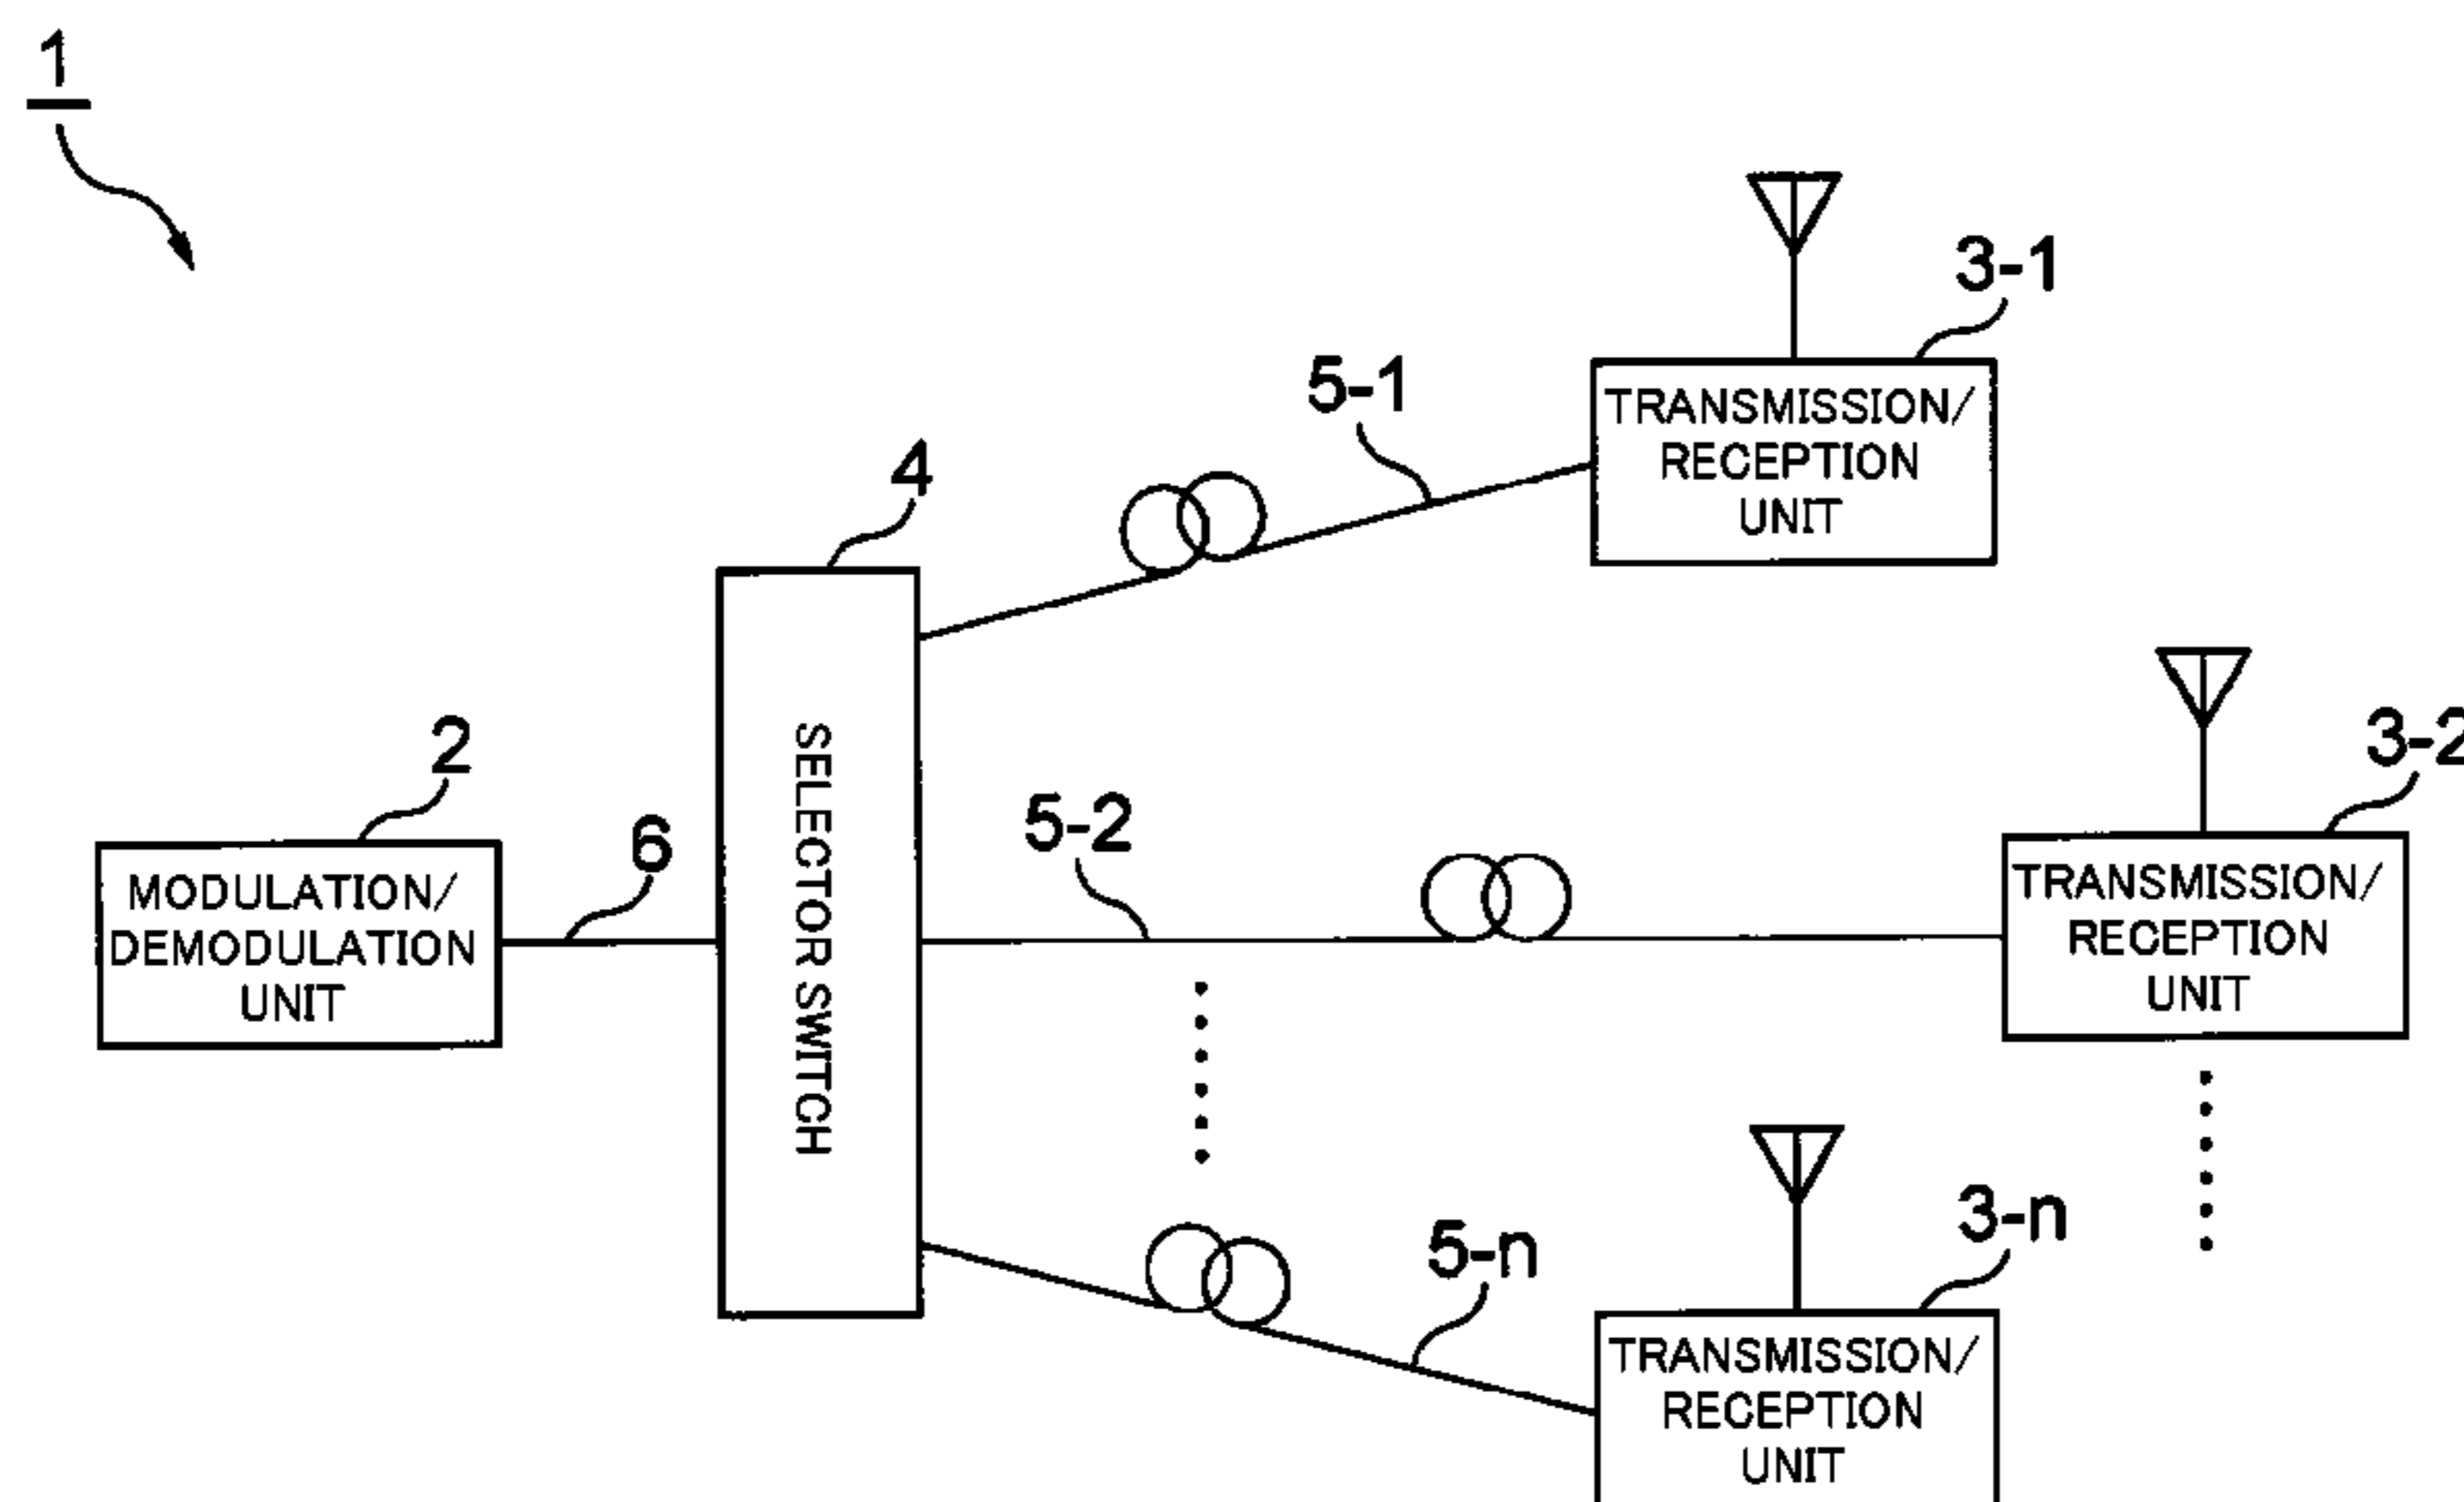 1
3-1
5-1
TRANSMISSION/
RECEPTION
UNIT
4
3-2
2
SELECTOR SWITCH
5-2
6
MODULATION/
DEMODULATION
UNIT
TRANSMISSION/
RECEPTION
UNIT
3-n
5-n
TRANSMISSION/
RECEPTION
UNIT